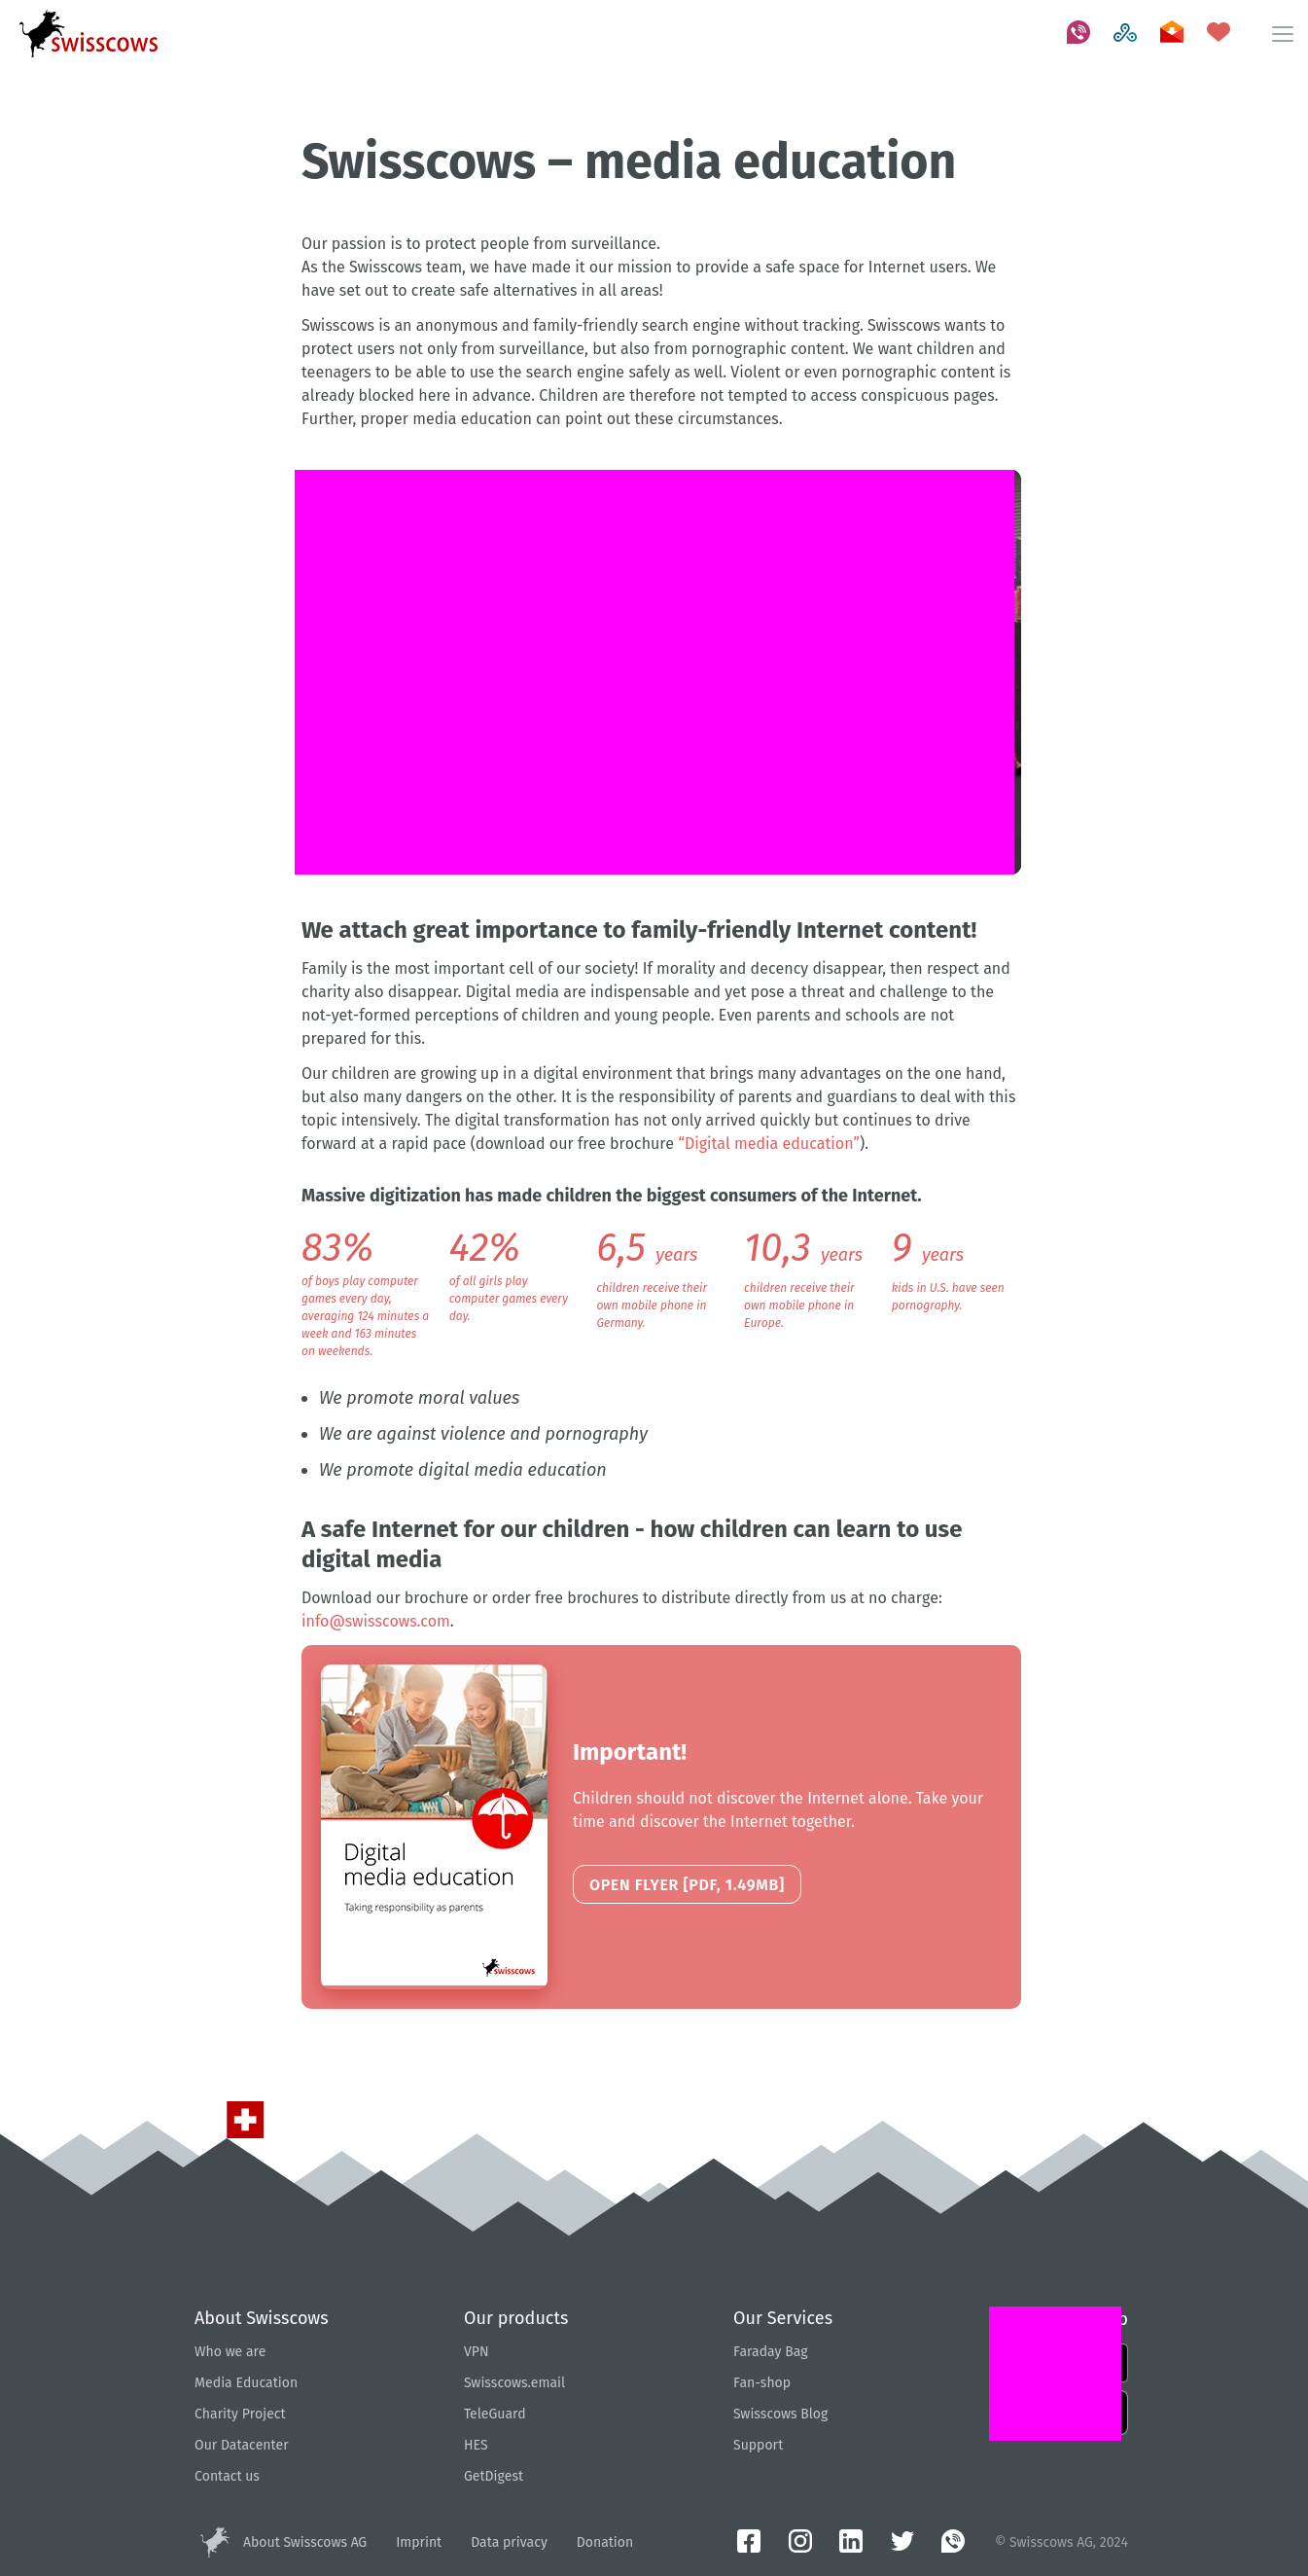 swisscows
Swisscows – media education
Our passion is to protect people from surveillance.
As the Swisscows team, we have made it our mission to provide a safe space for Internet users. We
have set out to create safe alternatives in all areas!
Swisscows is an anonymous and family-friendly search engine without tracking. Swisscows wants to
protect users not only from surveillance, but also from pornographic content. We want children and
teenagers to be able to use the search engine safely as well. Violent or even pornographic content is
already blocked here in advance. Children are therefore not tempted to access conspicuous pages.
Further, proper media education can point out these circumstances.
We attach great importance to family-friendly Internet content!
Family is the most important cell of our society! If morality and decency disappear, then respect and
charity also disappear. Digital media are indispensable and yet pose a threat and challenge to the
not-yet-formed perceptions of children and young people. Even parents and schools are not
prepared for this.
Our children are growing up in a digital environment that brings many advantages on the one hand,
but also many dangers on the other. It is the responsibility of parents and guardians to deal with this
topic intensively. The digital transformation has not only arrived quickly but continues to drive
forward at a rapid pace (download our free brochure “Digital media education”).
Massive digitization has made children the biggest consumers of the Internet.
83%
of boys play computer
games every day,
averaging 124 minutes a
week and 163 minutes
on weekends.
42%
of all girls play
computer games every
day.
6,5 years
children receive their
own mobile phone in
Germany.
10,3 years
children receive their
own mobile phone in
Europe.
9 years
kids in U.S. have seen
pornography.
• We promote moral values
• We are against violence and pornography
• We promote digital media education
A safe Internet for our children - how children can learn to use
digital media
Download our brochure or order free brochures to distribute directly from us at no charge:
info@swisscows.com.
Digital
media education
Taking responsibility as parents
swisscows
Important!
Children should not discover the Internet alone. Take your
time and discover the Internet together.
OPEN FLYER [PDF, 1.49MB]
About Swisscows
Who we are
Media Education
Charity Project
Our Datacenter
Contact us
Our products
VPN
Swisscows.email
TeleGuard
HES
GetDigest
Our Services
Faraday Bag
Fan-shop
Swisscows Blog
Support
About Swisscows AG
Imprint
Data privacy
Donation
© Swisscows AG, 2024